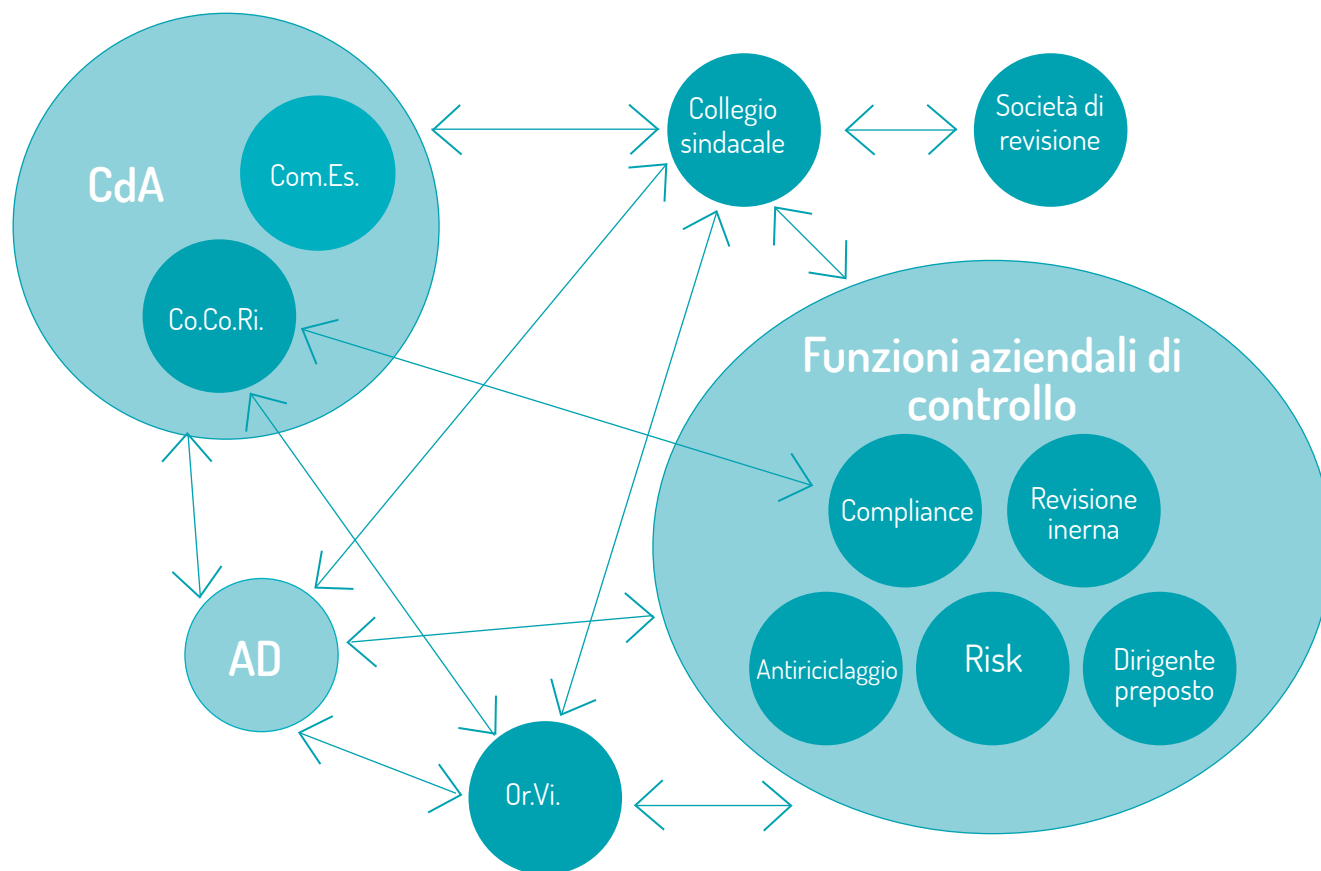 CdA
Com.Es.
Co.Co.Ri.
Collegio
sindacale
Società di
revisione
Funzioni aziendali di
controllo
Compliance
Revisione
inerna
Antiriciclaggio
Risk
Dirigente
preposto
AD
Or.Vi.